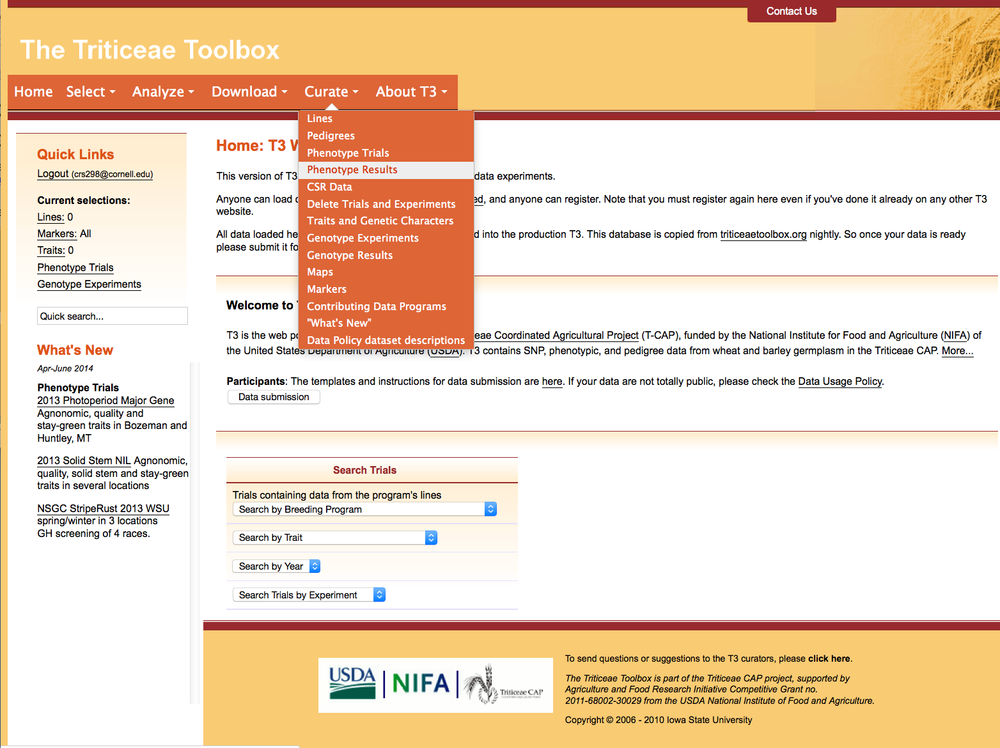 Contact Us
The Triticeae Toolbox
Home Select Analyze Download Curate About T3
Lines
Pedigrees
Phenotype Trials
Phenotype Results
CSR Data
Delete Trials and Experiments
Traits and Genetic Characters
Genotype Experiments
Genotype Results
Maps
Markers
Contributing Data Programs
"What's New"
Data Policy dataset descriptions
Quick Links
Logout (crs298@cornell.edu)
Current selections:
Lines: 0
Markers: All
Traits: 0
Phenotype Trials
Genotype Experiments
Quick search...
What's New
Apr-June 2014
Phenotype Trials
2013 Photoperiod Major Gene
Agnonomic, quality and
stay-green traits in Bozeman and
Huntley, MT
2013 Solid Stem NIL Agnonomic,
quality, solid stem and stay-green
traits in several locations
NSGC StripeRust 2013 WSU
spring/winter in 3 locations
GH screening of 4 races.
Home: T3
This version of T3 data experiments.
Anyone can load ed, and anyone can register. Note that you must register again here even if you've done it already on any other T3
website.
All data loaded he d into the production T3. This database is copied from triticeaetoolbox.org nightly. So once your data is ready
please submit it fo
Welcome to
T3 is the web po eae Coordinated Agricultural Project (T-CAP), funded by the National Institute for Food and Agriculture (NIFA) of
the United States Department of Agriculture (USDA). T3 contains SNP, phenotypic, and pedigree data from wheat and barley germplasm in the Triticeae CAP. More...
Participants: The templates and instructions for data submission are here. If your data are not totally public, please check the Data Usage Policy.
Data submission
Search Trials
Trials containing data from the program's lines
Search by Breeding Program
Search by Trait
Search by Year
Search Trials by Experiment
USDA NIFA Triticeae CAP
To send questions or suggestions to the T3 curators, please click here.
The Triticeae Toolbox is part of the Triticeae CAP project, supported by
Agriculture and Food Research Initiative Competitive Grant no.
2011-68002-30029 from the USDA National Institute of Food and Agriculture.
Copyright © 2006 - 2010 Iowa State University